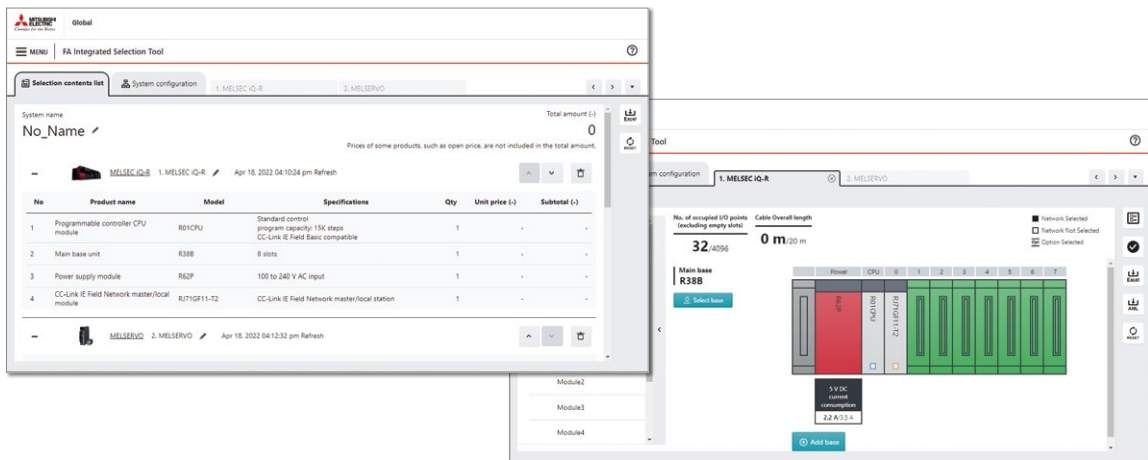 MITSUBISHI
ELECTRIC
Changes for the Better
Global
MENU
FA Integrated Selection Tool
Selection contents list
System configuration
1. MELSEC iQ-R
2. MELSERVO
System name
Total amount (-)
No_Name
0
Prices of some products, such as open price, are not included in the total amount.
Excel
RESET
MELSEC iQ-R 1. MELSEC iQ-R Apr 18, 2022 04:10:24 pm Refresh
No Product name Model Specifications Qty Unit price (-) Subtotal (-)
1 Programmable controller CPU module R01CPU Standard control
program capacity: 15K steps
CC-Link IE Field Basic compatible 1 - -
2 Main base unit R38B 8 slots 1 - -
3 Power supply module R62P 100 to 240 V AC input 1 - -
4 CC-Link IE Field Network master/local module RJ71GF11-T2 CC-Link IE Field Network master/local station 1 - -
MELSERVO 2. MELSERVO Apr 18, 2022 04:12:32 pm Refresh
Tool
m configuration
1. MELSEC iQ-R
2. MELSERVO
No. of occupied I/O points
(excluding empty slots)
32/4096
Cable Overall length
0 m/20 m
Network Selected
Network Not Selected
Option Selected
Main base
R38B
Select base
Power CPU 0 1 2 3 4 5 6 7
R62P
R01CPU
RJ71GF11-T2
5 V DC
current
consumption
2.2 A/3.5 A
Add base
Module2
Module3
Module4
Excel
AML
RESET